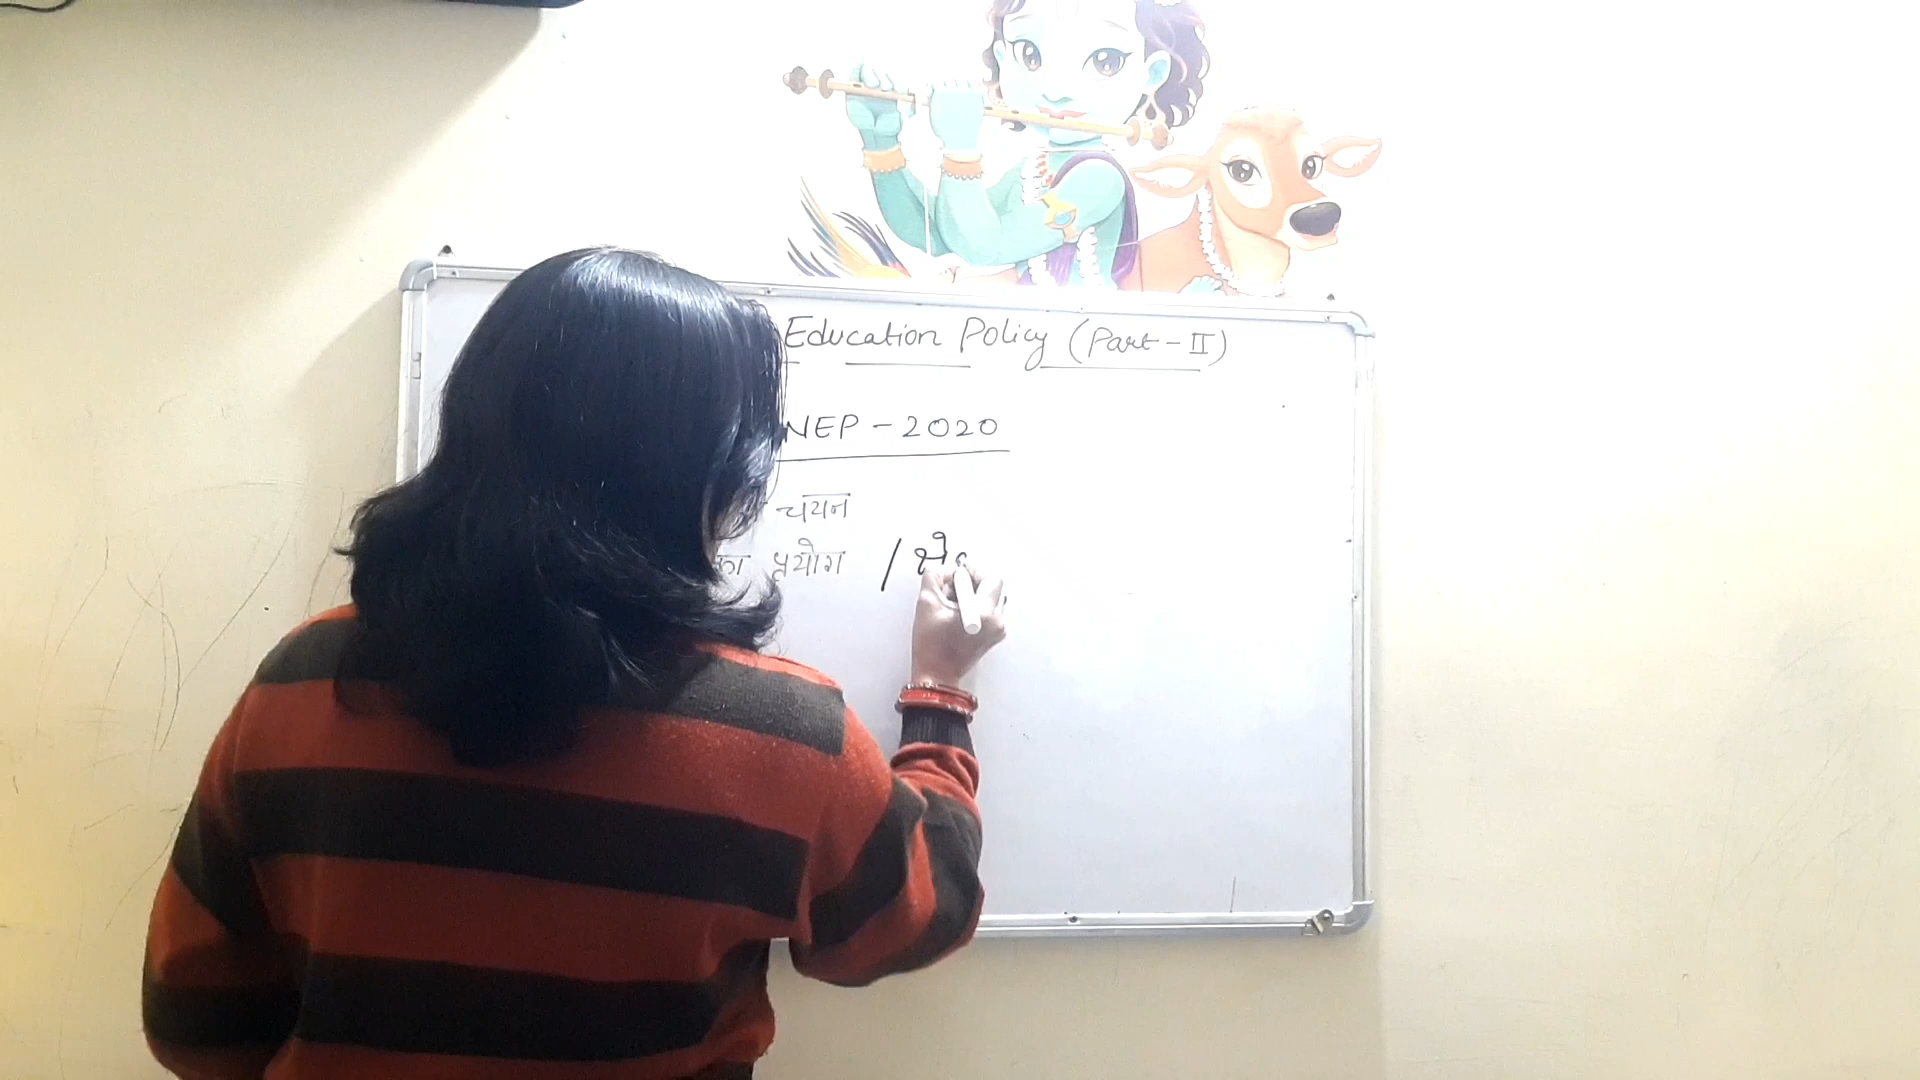 Education Policy (Part - II)
NEP - 2020
चयन
का प्रयोग /